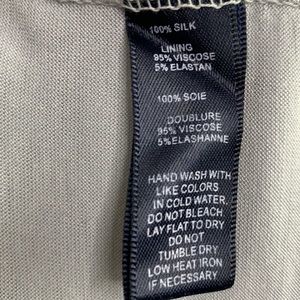 100% SILK
LINING
95% VISCOSE
5% ELASTAN
100% SOIE
DOUBLURE
95% VISCOSE
5%ELASHANNE
HAND WASH WITH
LIKE COLORS
IN COLD WATER.
DO NOT BLEACH.
LAY FLAT TO DRY
DO NOT
TUMBLE DRY.
LOW HEAT IRON
IF NECESSARY